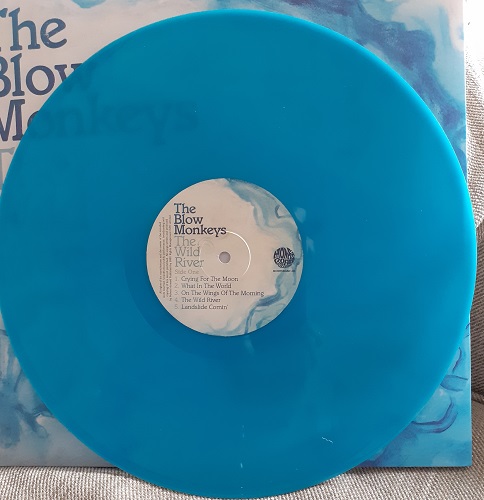 The
Blow
Monkeys
Th
The
Blow
Monkeys
The Wild
River
Side One
1. Crying For The Moon
2. What In The World
3. On The Wings Of The Morning
4. The Wild River
5. Landslide Comin'